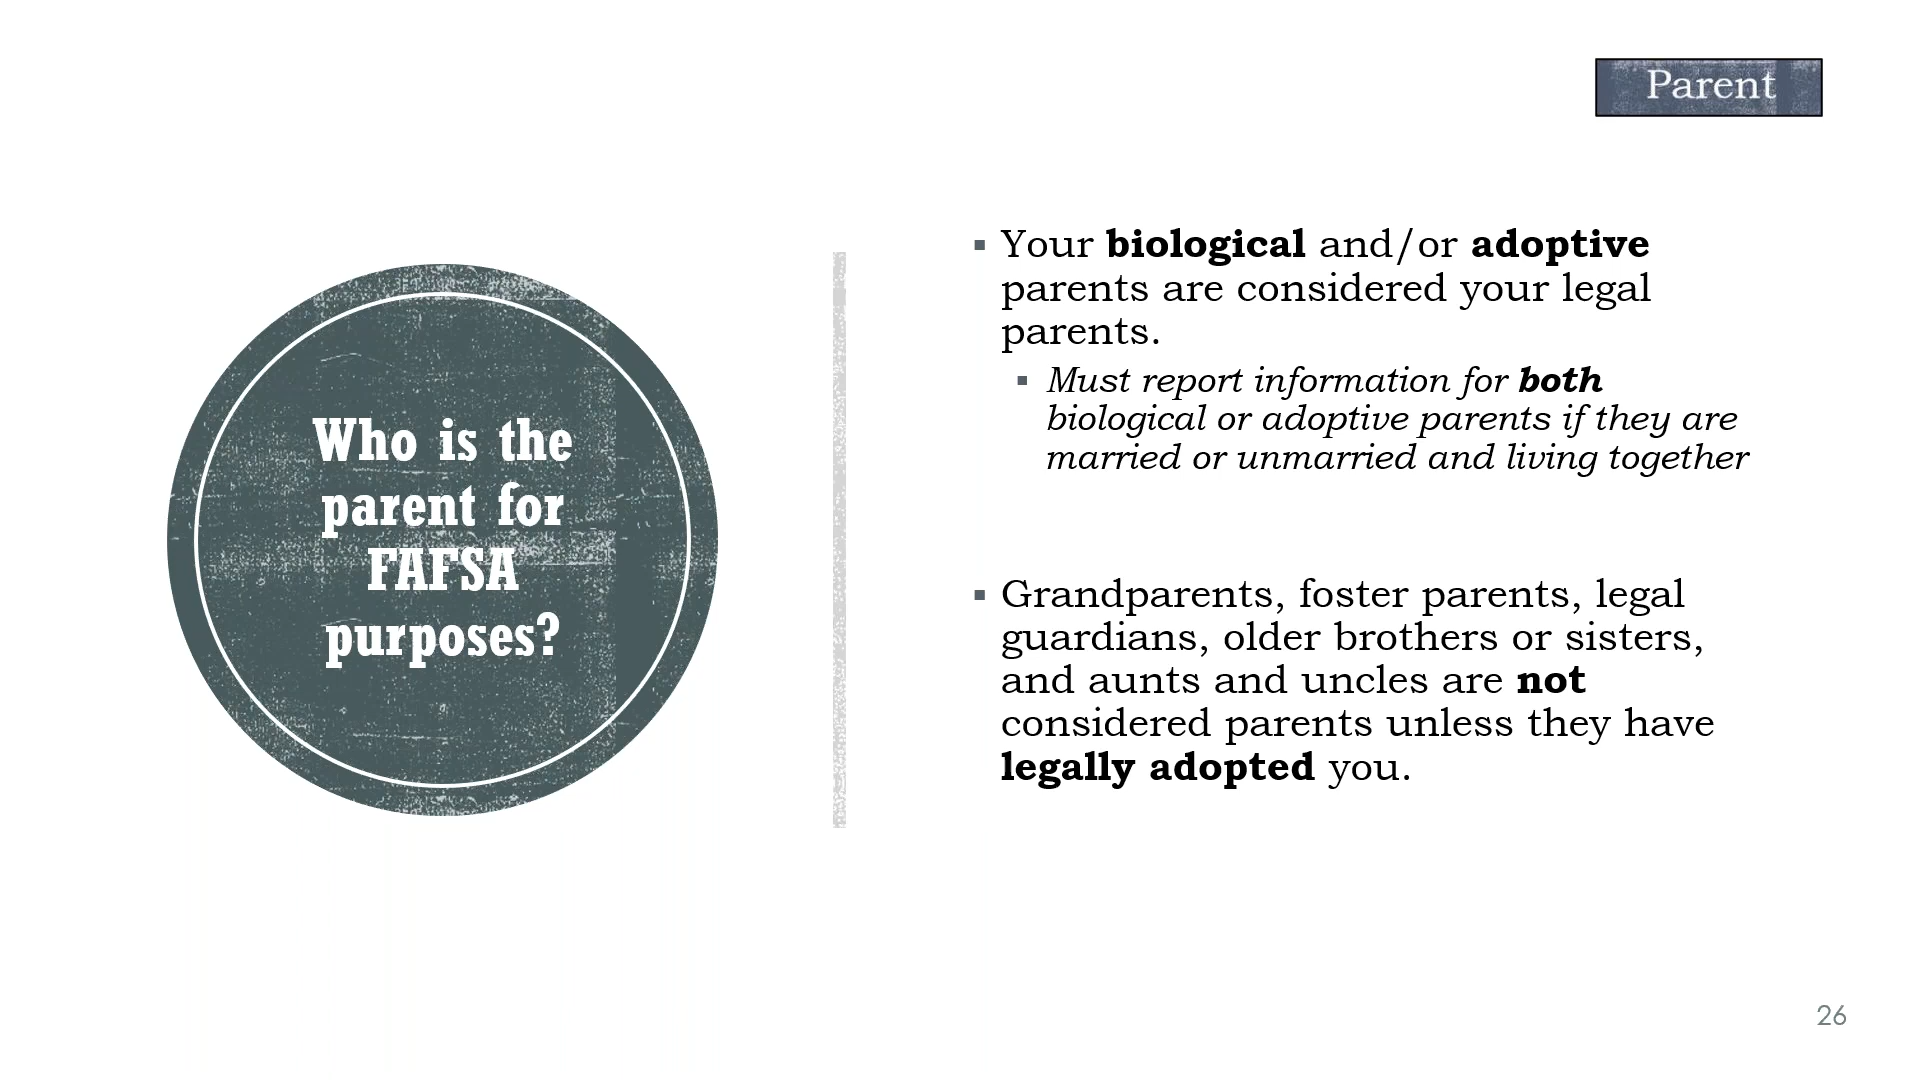 Parent
Who is the
parent for
FAFSA
purposes?
▪ Your biological and/or adoptive
parents are considered your legal
parents.
▪ Must report information for both
biological or adoptive parents if they are
married or unmarried and living together
▪ Grandparents, foster parents, legal
guardians, older brothers or sisters,
and aunts and uncles are not
considered parents unless they have
legally adopted you.
26